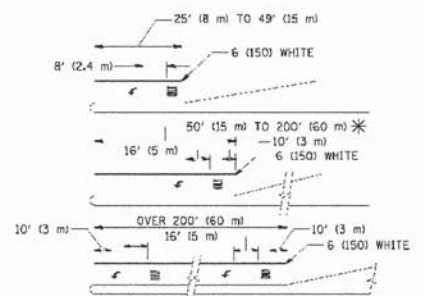 25' (8 m) TO 49' (15 m)
6 (150) WHITE
8' (2.4 m)
50' (15 m) TO 200' (60 m) *
10' (3 m)
16' (5 m)
6 (150) WHITE
OVER 200' (60 m)
10' (3 m)
16' (5 m)
10' (3 m)
6 (150) WHITE